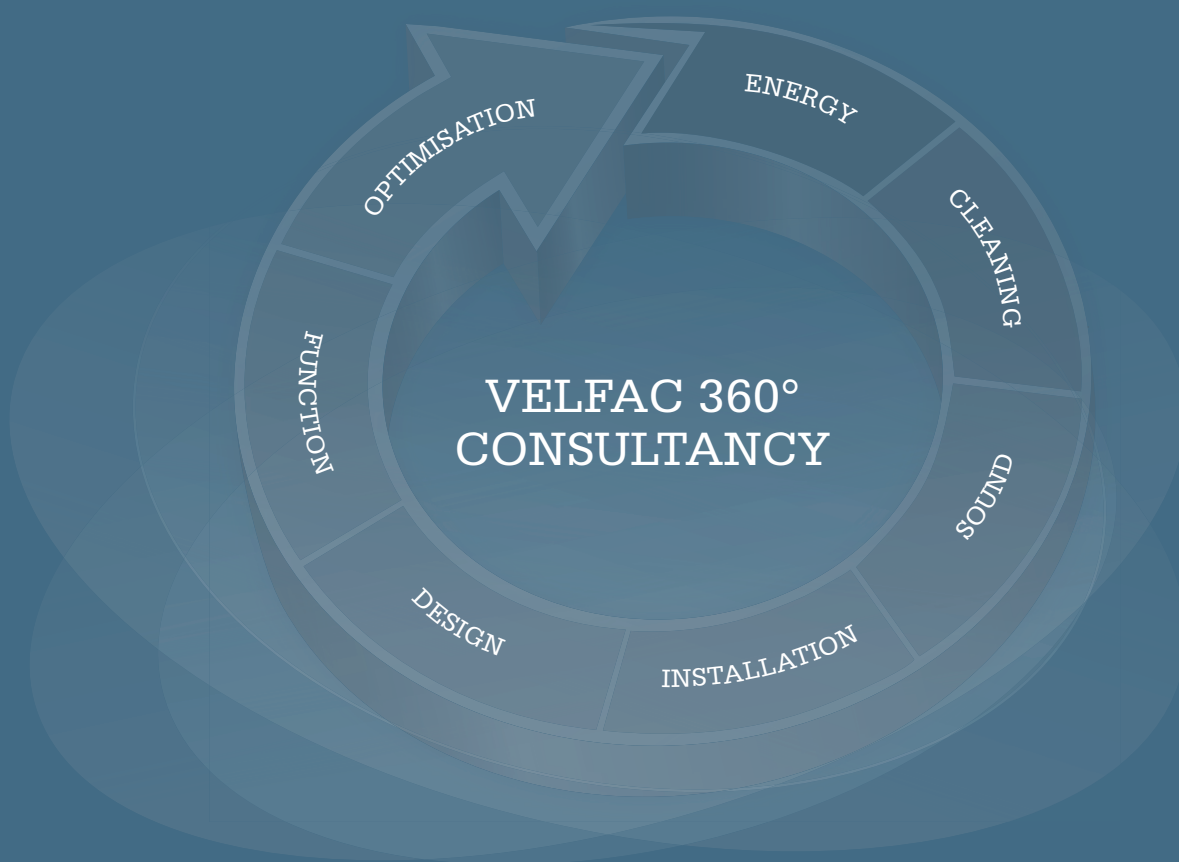 OPTIMISATION
ENERGY
CLEANING
FUNCTION
VELFAC 360°
CONSULTANCY
SOUND
DESIGN
INSTALLATION